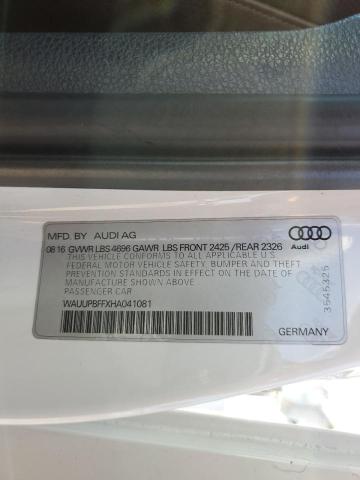 MFD. BY AUDI AG
08.16 GVWR LBS 4696 GAWR LBS FRONT 2425 /REAR 2326
THIS VEHICLE CONFORMS TO ALL APPLICABLE U.S.
FEDERAL MOTOR VEHICLE SAFETY, BUMPER AND THEFT
PREVENTION STANDARDS IN EFFECT ON THE DATE
OF MANUFACTURE SHOWN ABOVE.
PASSENGER CAR
WAUUPBFFXHA041081
Audi
3545325
GERMANY